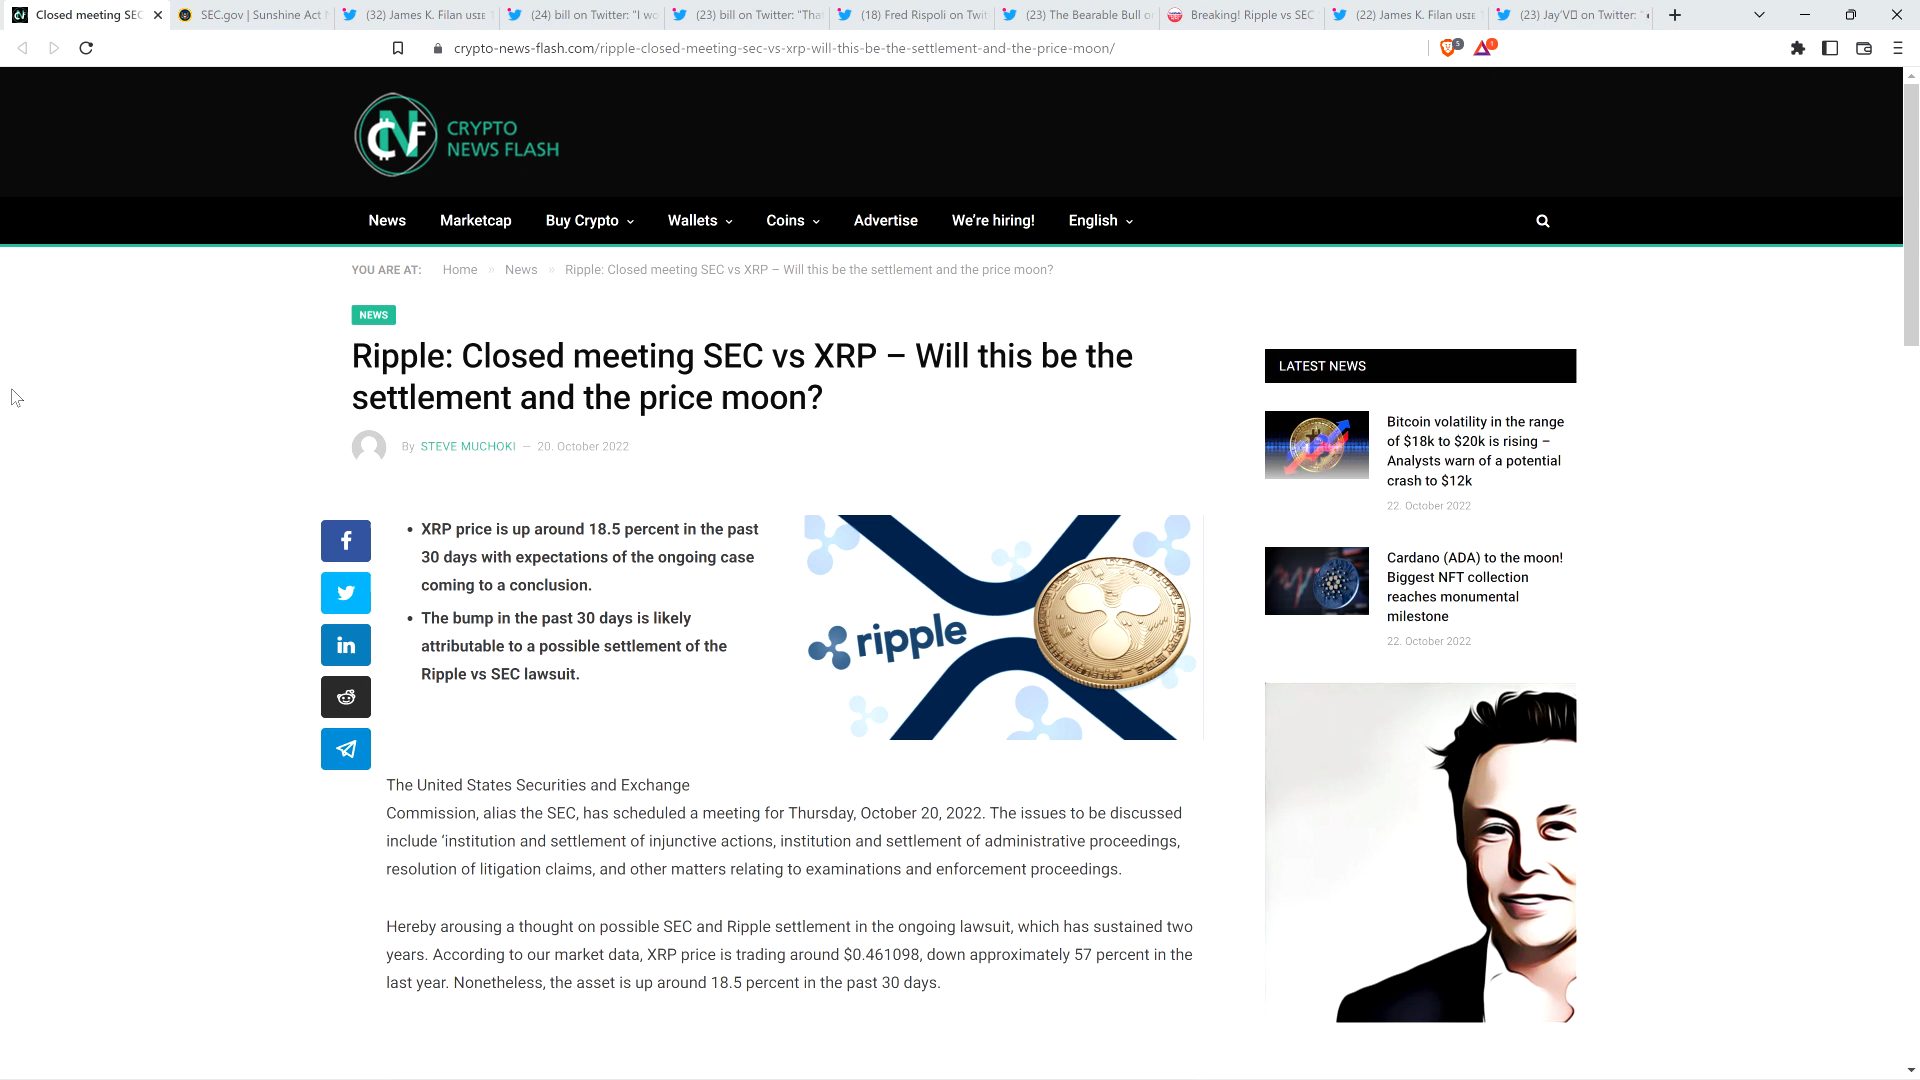 Closed meeting SEC
SEC.gov | Sunshine Act
(32) James K. Filan
(24) bill on Twitter: "I wo
(23) bill on Twitter: "Tha
(18) Fred Rispoli on Twit
(23) The Bearable Bull o
Breaking! Ripple vs SEC
(22) James K. Filan
(23) Jay'V on Twitter: "
crypto-news-flash.com/ripple-closed-meeting-sec-vs-xrp-will-this-be-the-settlement-and-the-price-moon/
5
1
CNF
CRYPTO
NEWS FLASH
News Marketcap Buy Crypto Wallets Coins Advertise We're hiring! English
YOU ARE AT: Home » News » Ripple: Closed meeting SEC vs XRP – Will this be the settlement and the price moon?
NEWS
Ripple: Closed meeting SEC vs XRP – Will this be the
settlement and the price moon?
By STEVE MUCHOKI — 20. October 2022
• XRP price is up around 18.5 percent in the past
30 days with expectations of the ongoing case
coming to a conclusion.
• The bump in the past 30 days is likely
attributable to a possible settlement of the
Ripple vs SEC lawsuit.
ripple
The United States Securities and Exchange
Commission, alias the SEC, has scheduled a meeting for Thursday, October 20, 2022. The issues to be discussed
include ‘institution and settlement of injunctive actions, institution and settlement of administrative proceedings,
resolution of litigation claims, and other matters relating to examinations and enforcement proceedings.
Hereby arousing a thought on possible SEC and Ripple settlement in the ongoing lawsuit, which has sustained two
years. According to our market data, XRP price is trading around $0.461098, down approximately 57 percent in the
last year. Nonetheless, the asset is up around 18.5 percent in the past 30 days.
LATEST NEWS
Bitcoin volatility in the range
of $18k to $20k is rising –
Analysts warn of a potential
crash to $12k
22. October 2022
Cardano (ADA) to the moon!
Biggest NFT collection
reaches monumental
milestone
22. October 2022